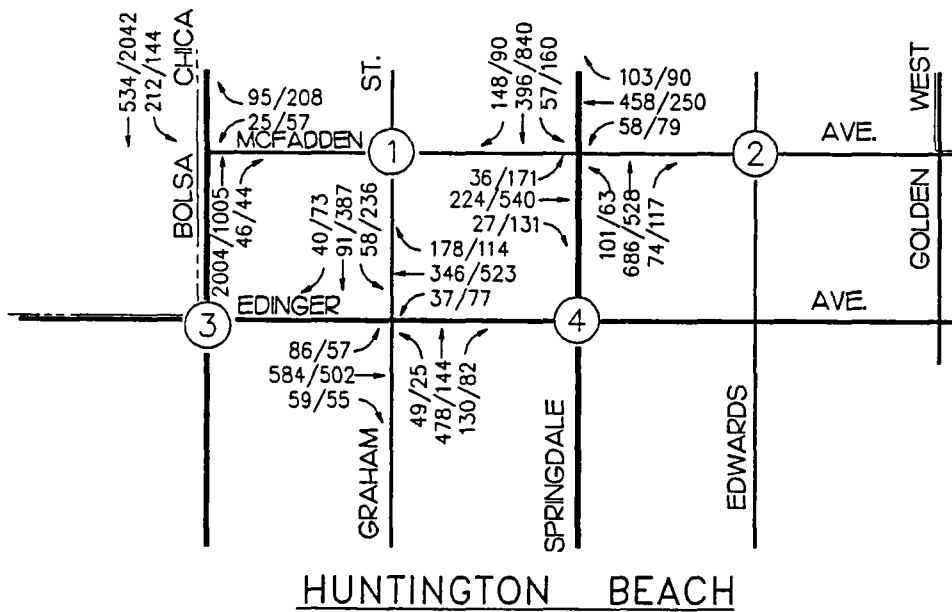 534/2042
212/144
CHICA
ST.
148/90
396/840
57/160
103/90
458/250
58/79
WEST
95/208
25/57
MCFADDEN
1
2
AVE.
BOLSA
2004/1005
46/44
40/73
91/387
58/236
36/171
224/540
27/131
101/63
686/528
74/117
GOLDEN
178/114
346/523
37/77
EDINGER
AVE.
3
4
86/57
584/502
59/55
49/25
478/144
130/82
GRAHAM
SPRINGDALE
EDWARDS
HUNTINGTON BEACH